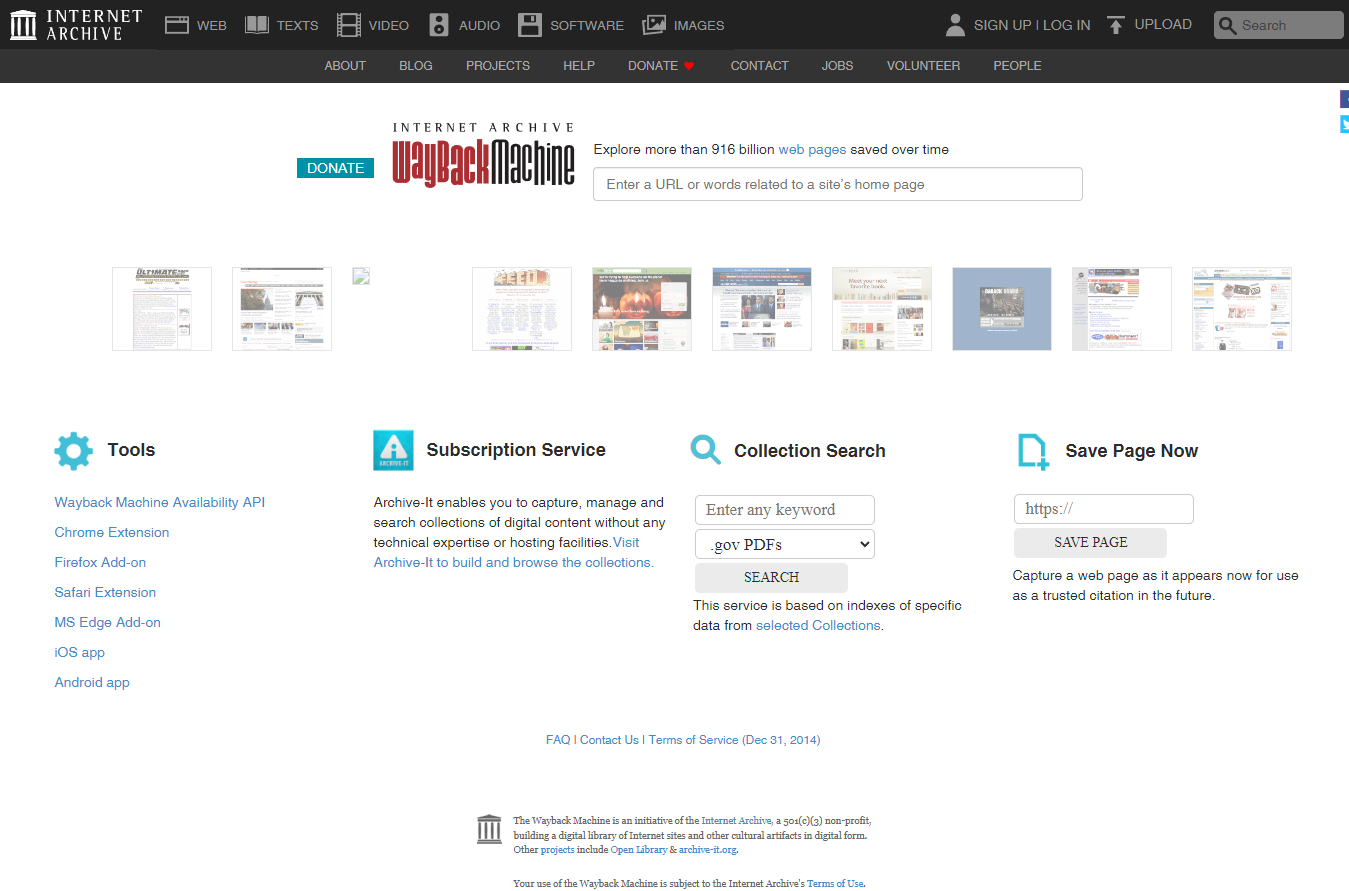 INTERNET ARCHIVE
WEB
TEXTS
VIDEO
AUDIO
SOFTWARE
IMAGES
SIGN UP | LOG IN
UPLOAD
Search
ABOUT
BLOG
PROJECTS
HELP
DONATE
CONTACT
JOBS
VOLUNTEER
PEOPLE
DONATE
INTERNET ARCHIVE
WayBackMachine
Explore more than 916 billion web pages saved over time
Enter a URL or words related to a site's home page
Meet your next
favorite book.
Tools
Wayback Machine Availability API
Chrome Extension
Firefox Add-on
Safari Extension
MS Edge Add-on
iOS app
Android app
Subscription Service
ARCHIVE-IT
Archive-It enables you to capture, manage and
search collections of digital content without any
technical expertise or hosting facilities.Visit
Archive-It to build and browse the collections.
Collection Search
Enter any keyword
.gov PDFs
SEARCH
This service is based on indexes of specific
data from selected Collections.
Save Page Now
https://
SAVE PAGE
Capture a web page as it appears now for use
as a trusted citation in the future.
FAQ | Contact Us | Terms of Service (Dec 31, 2014)
The Wayback Machine is an initiative of the Internet Archive, a 501(c)(3) non-profit,
building a digital library of Internet sites and other cultural artifacts in digital form.
Other projects include Open Library & archive-it.org.
Your use of the Wayback Machine is subject to the Internet Archive's Terms of Use.